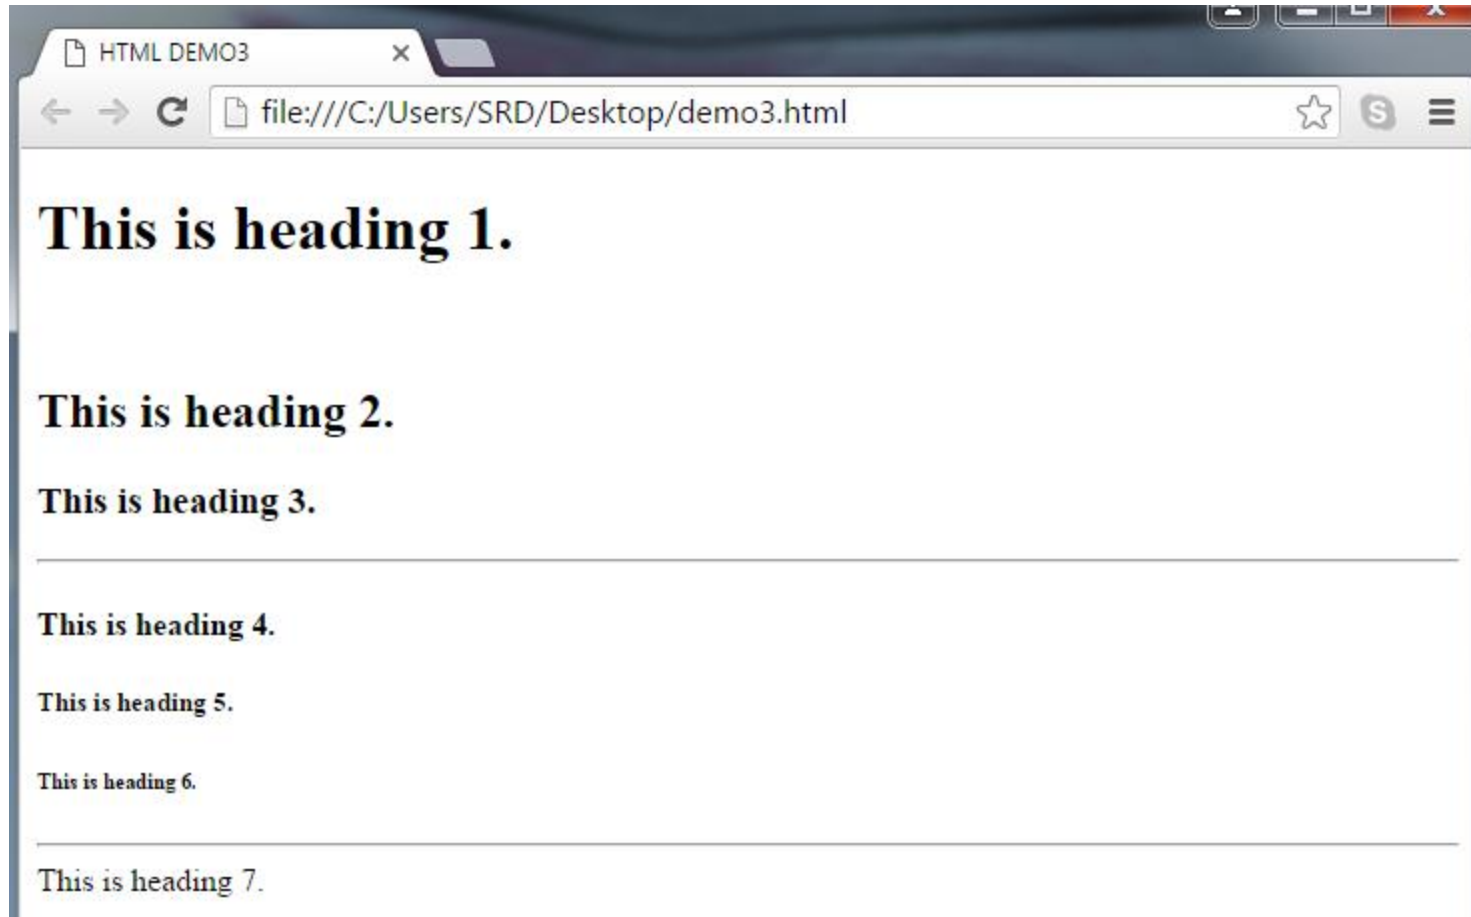 HTML DEMO3
file:///C:/Users/SRD/Desktop/demo3.html
This is heading 1.
This is heading 2.
This is heading 3.
This is heading 4.
This is heading 5.
This is heading 6.
This is heading 7.